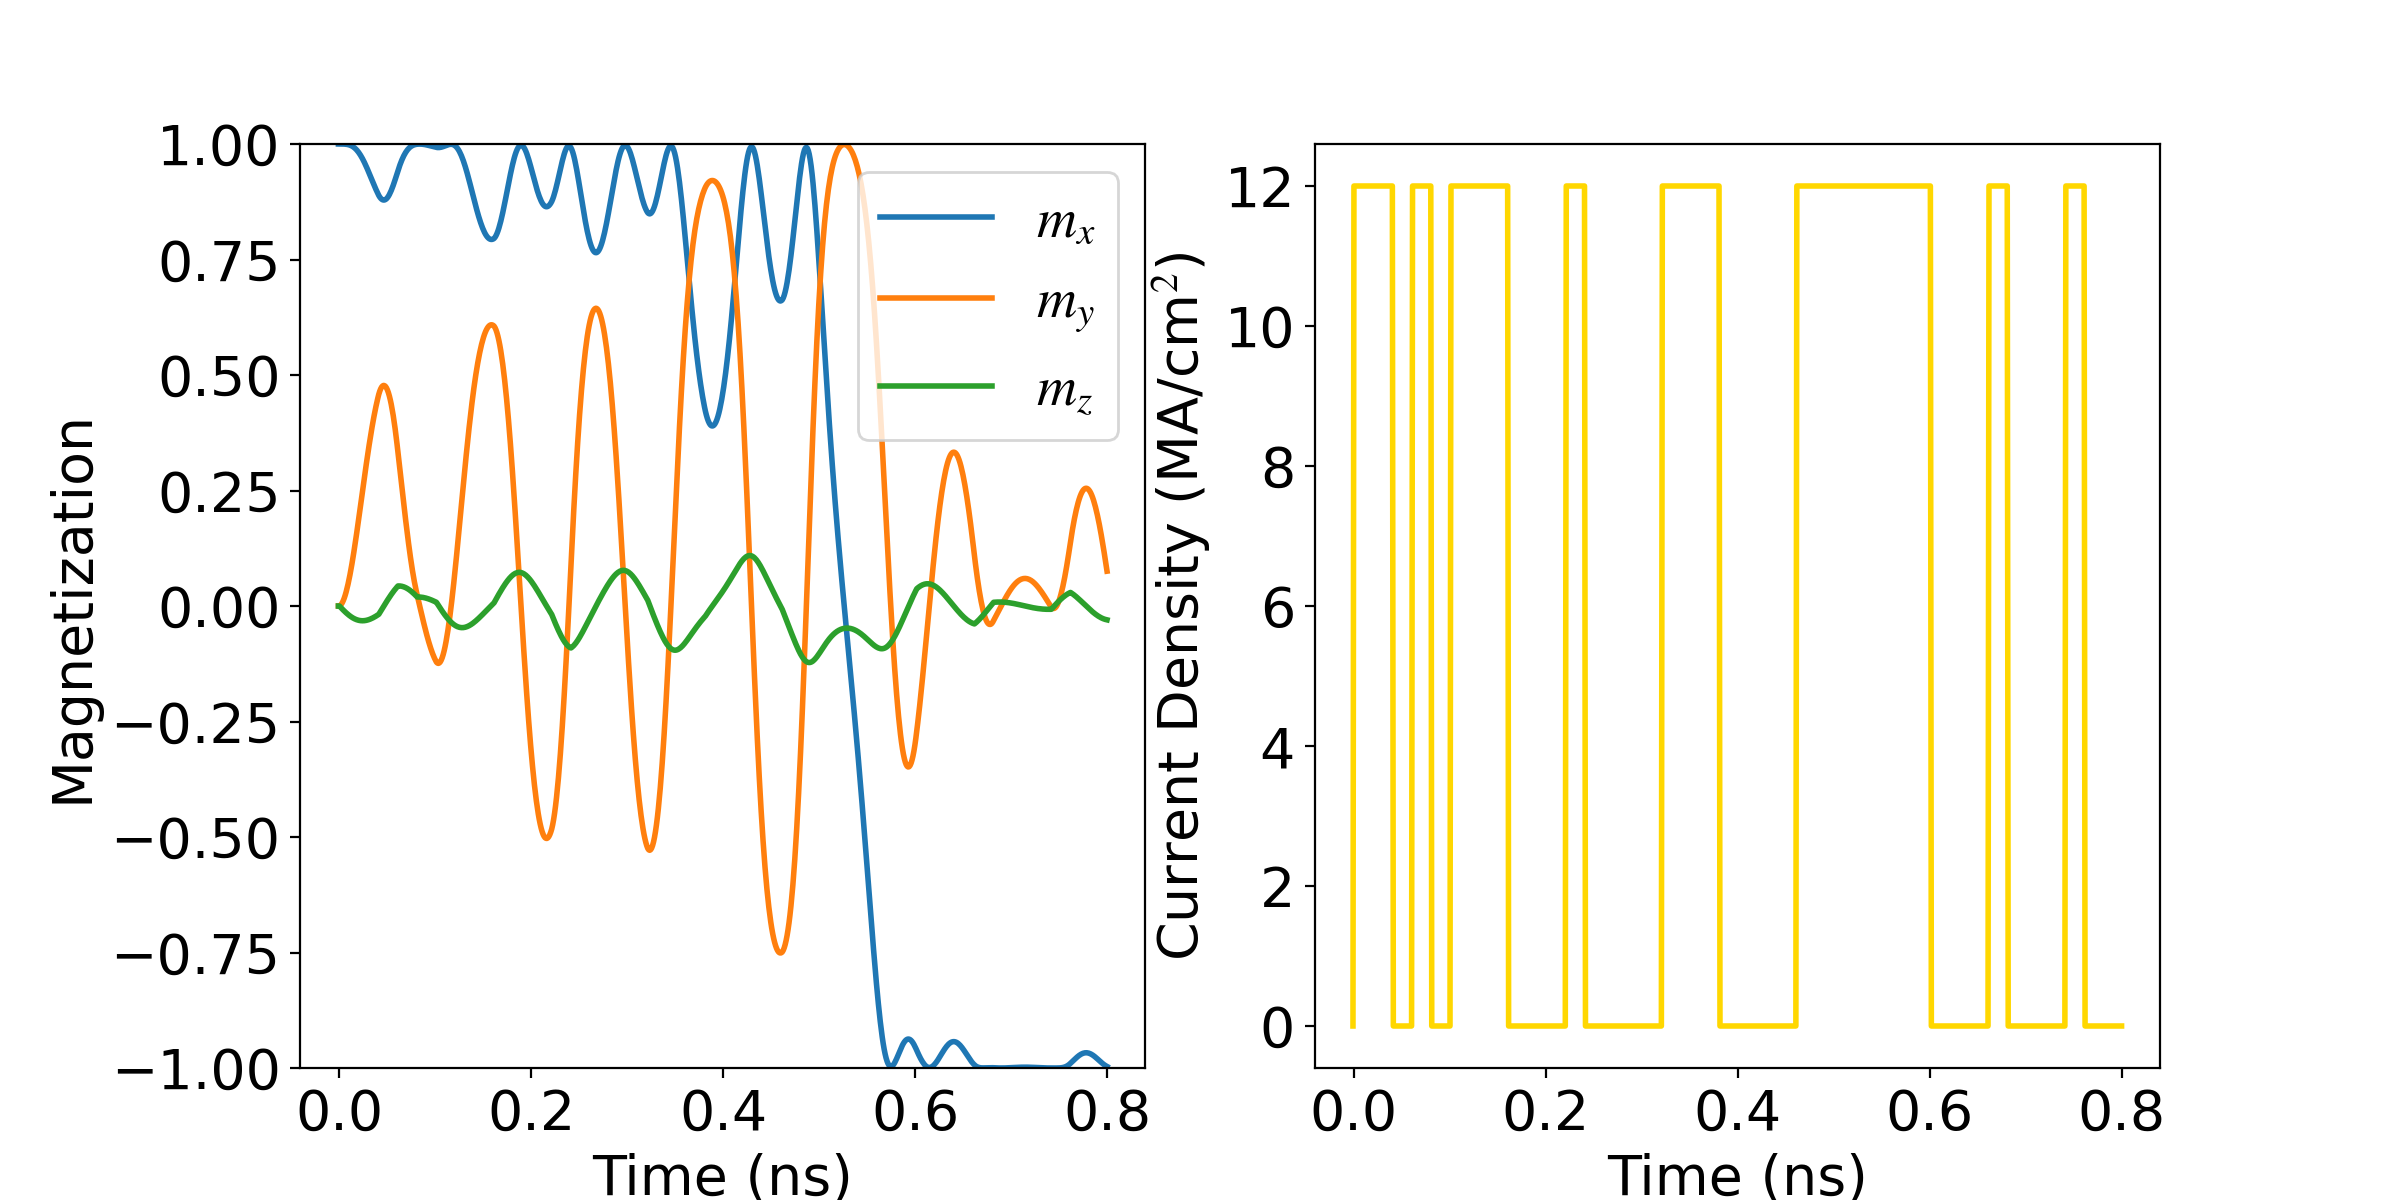 Magnetization
1.00
0.75
0.50
0.25
0.00
−0.25
−0.50
−0.75
−1.00
0.0 0.2 0.4 0.6 0.8
Time (ns)
m_x
m_y
m_z
Current Density (MA/cm²)
12
10
8
6
4
2
0
0.0 0.2 0.4 0.6 0.8
Time (ns)